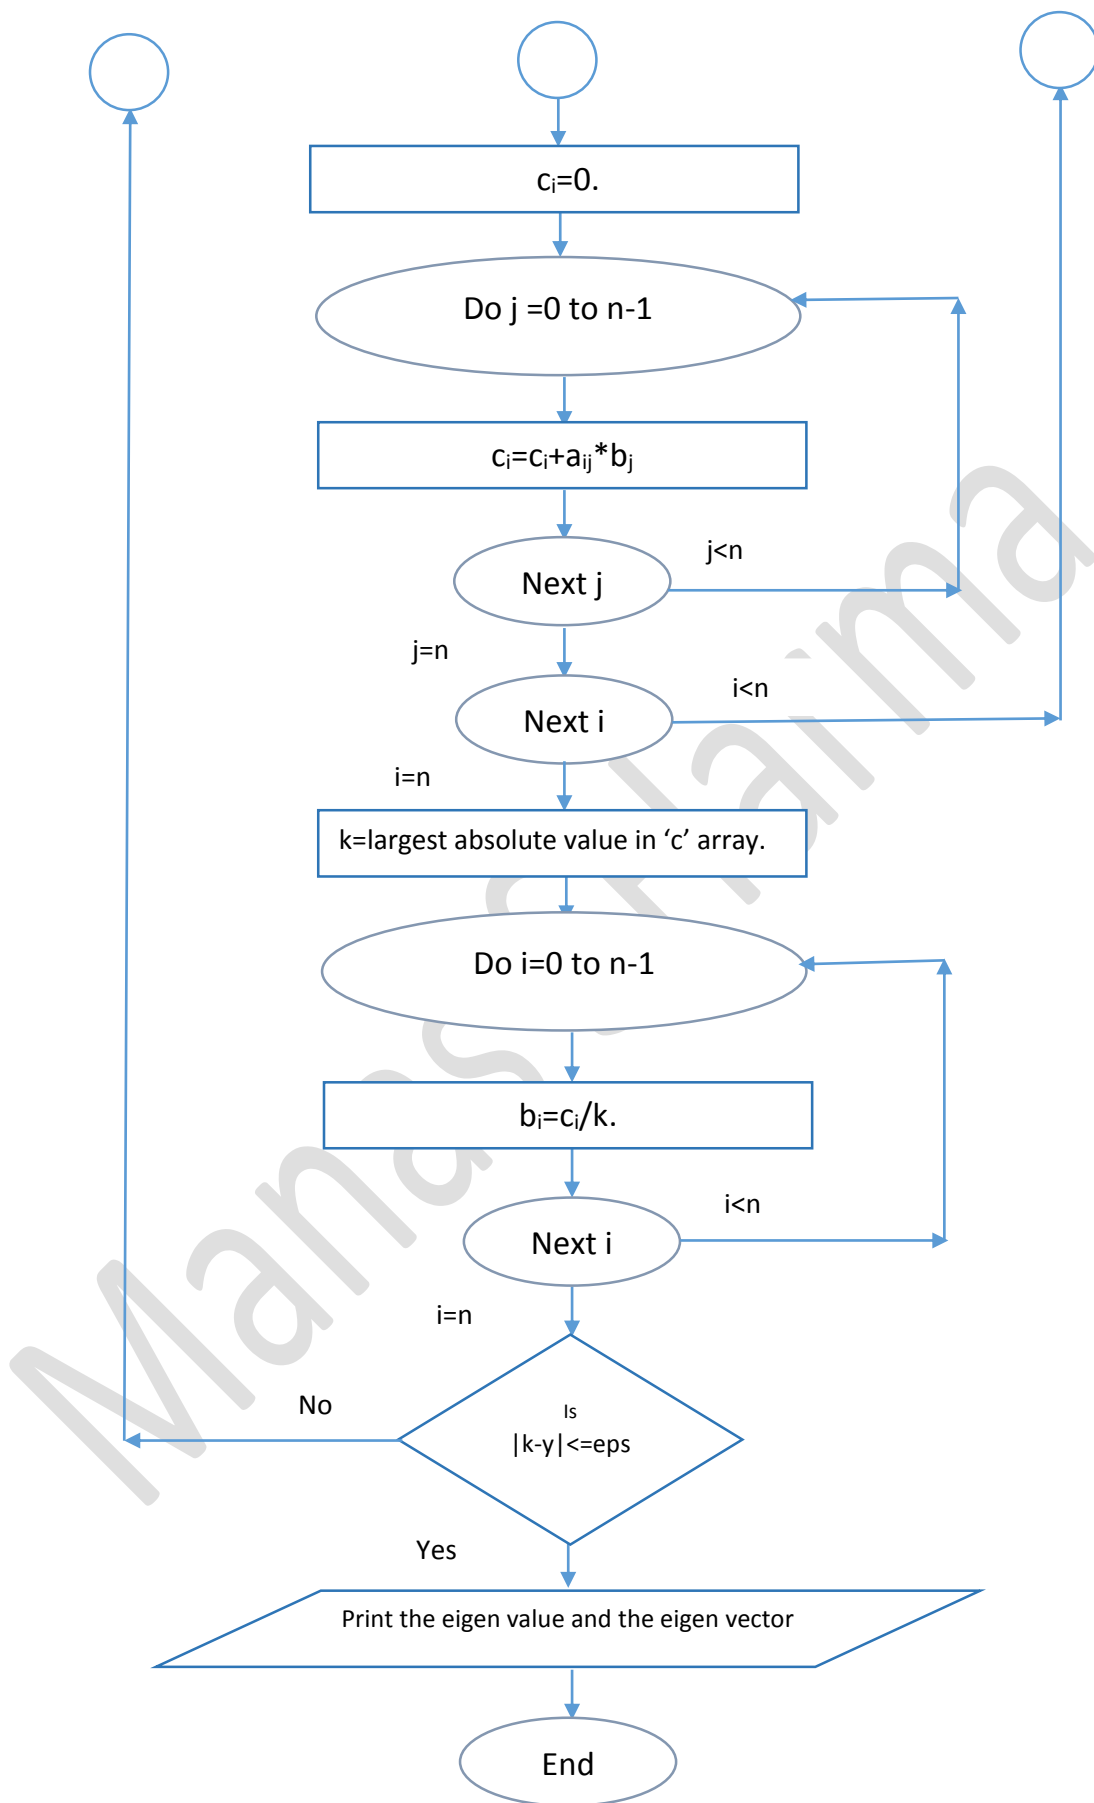 cᵢ=0.
Do j =0 to n-1
cᵢ=cᵢ+aᵢⱼ*bⱼ
j<n
Next j
j=n
i<n
Next i
i=n
k=largest absolute value in ‘c’ array.
Do i=0 to n-1
bᵢ=cᵢ/k.
i<n
Next i
i=n
No
Is
|k-y|<=eps
Yes
Print the eigen value and the eigen vector
End
Manas Sharma